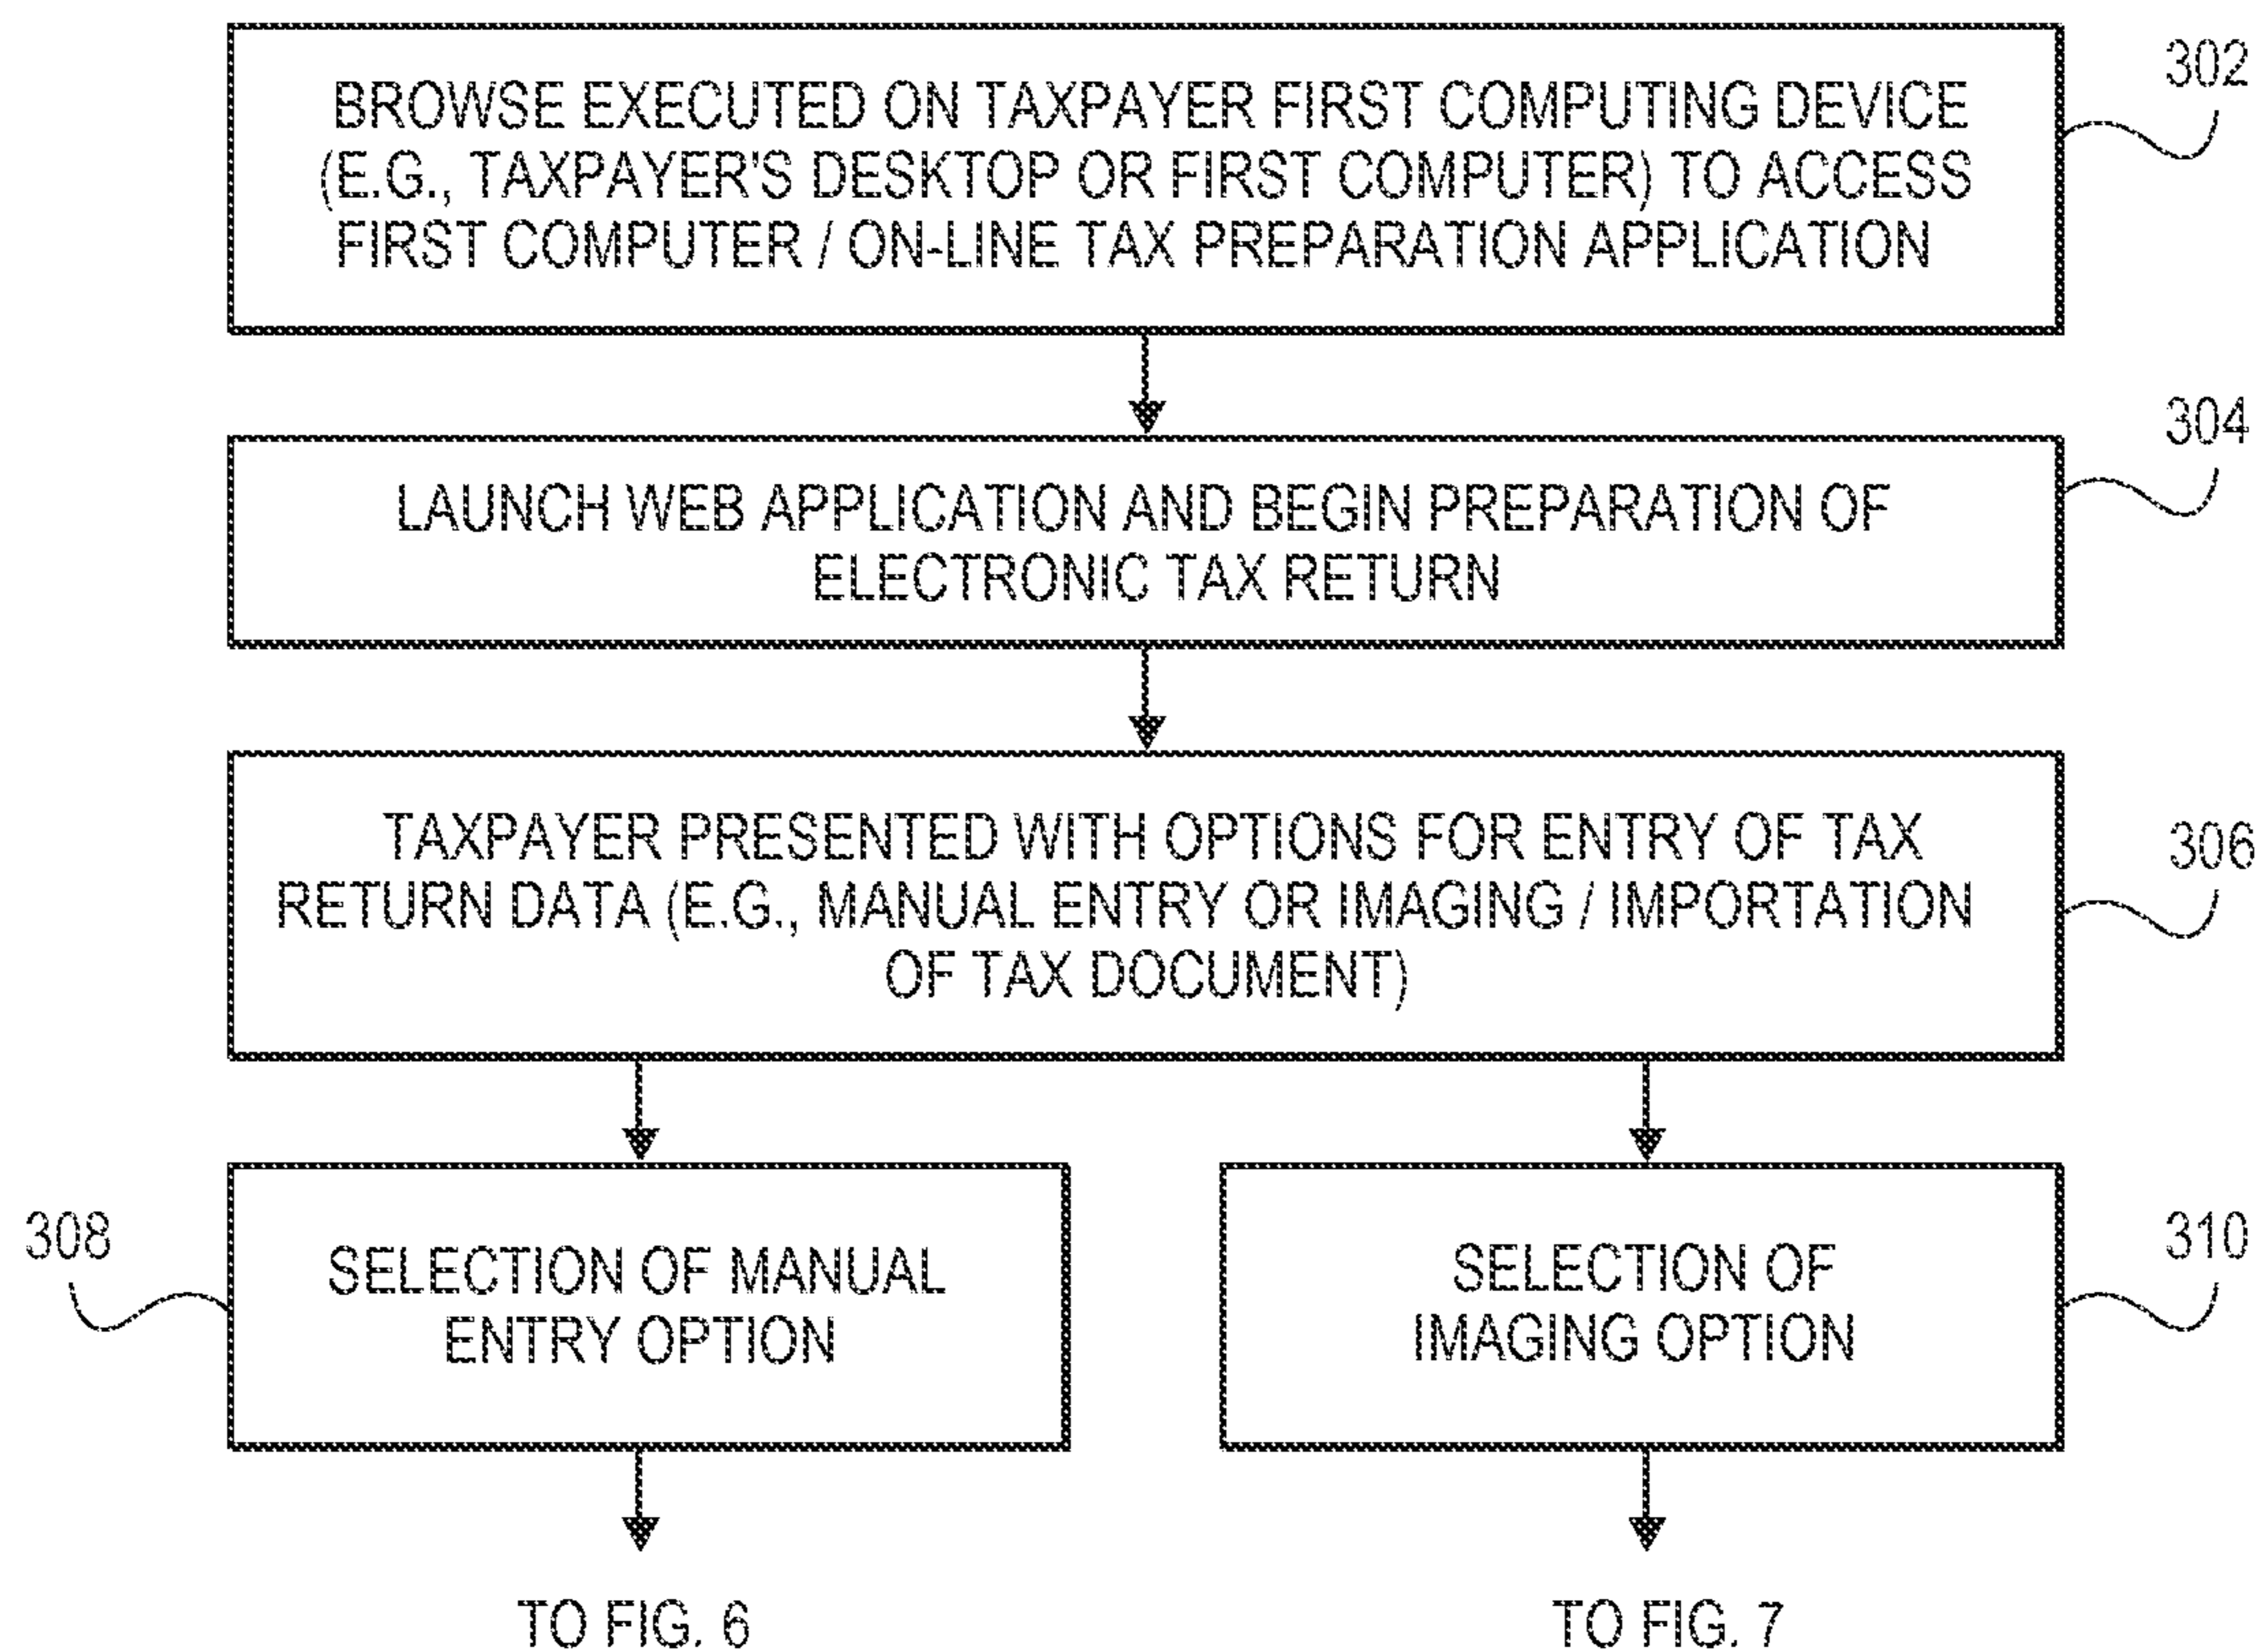 302
BROWSE EXECUTED ON TAXPAYER FIRST COMPUTING DEVICE
(E.G., TAXPAYER'S DESKTOP OR FIRST COMPUTER) TO ACCESS
FIRST COMPUTER / ON-LINE TAX PREPARATION APPLICATION
304
LAUNCH WEB APPLICATION AND BEGIN PREPARATION OF
ELECTRONIC TAX RETURN
306
TAXPAYER PRESENTED WITH OPTIONS FOR ENTRY OF TAX
RETURN DATA (E.G., MANUAL ENTRY OR IMAGING / IMPORTATION
OF TAX DOCUMENT)
308
SELECTION OF MANUAL
ENTRY OPTION
310
SELECTION OF
IMAGING OPTION
TO FIG. 6
TO FIG. 7